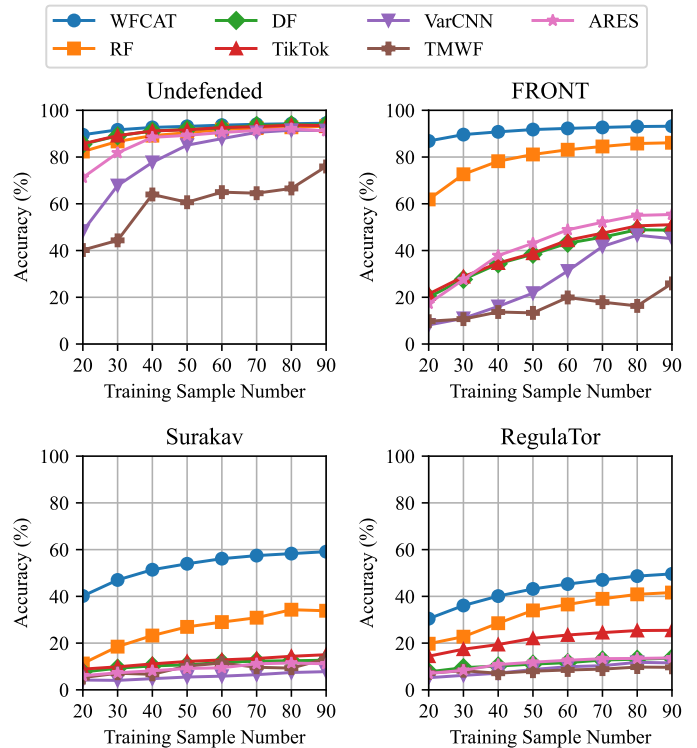 WFCAT DF VarCNN ARES
RF TikTok TMWF
Undefended FRONT
100 100
80 80
60 60
40 40
20 20
0 0
Accuracy (%) Accuracy (%)
20 30 40 50 60 70 80 90 20 30 40 50 60 70 80 90
Training Sample Number Training Sample Number
Surakav RegulaTor
100 100
80 80
60 60
40 40
20 20
0 0
Accuracy (%) Accuracy (%)
20 30 40 50 60 70 80 90 20 30 40 50 60 70 80 90
Training Sample Number Training Sample Number